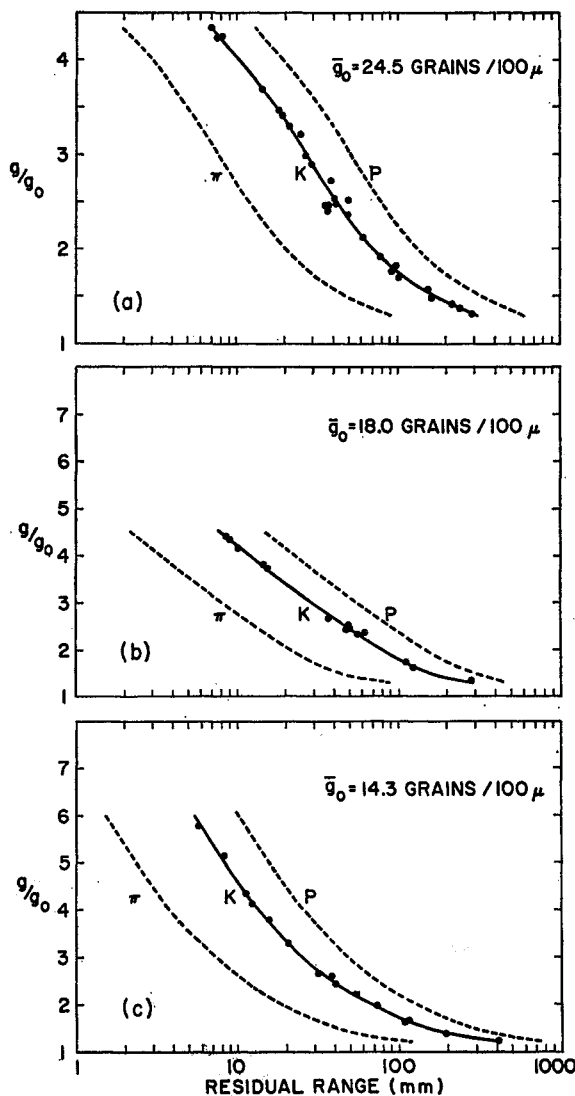 4
ḡ₀=24.5 GRAINS/100 μ
3
g/g₀
π K P
2
(a)
1
7
ḡ₀=18.0 GRAINS/100 μ
6
5
g/g₀
4
3
π K P
2
(b)
1
7
ḡ₀=14.3 GRAINS/100 μ
6
5
g/g₀
π K P
4
3
2
(c)
1
1 10 100 1000
RESIDUAL RANGE (mm)